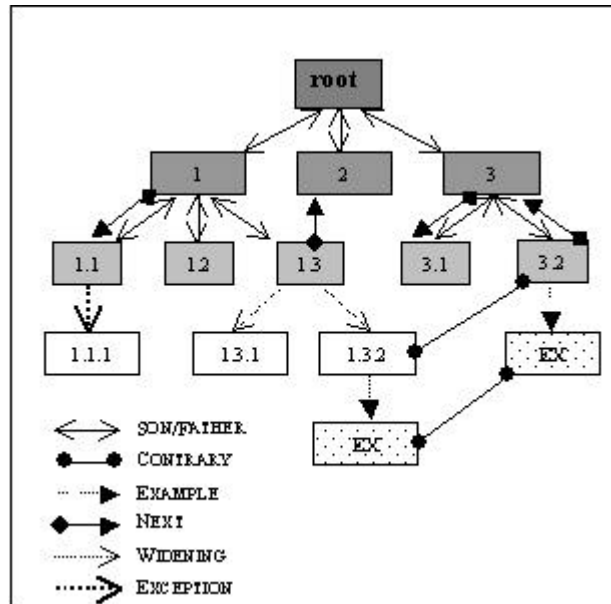 root
1 2 3
1.1 1.2 1.3 3.1 3.2
1.1.1 1.3.1 1.3.2 EX
EX
SON/FATHER
CONTRARY
EXAMPLE
NEXT
WIDENING
EXCEPTION